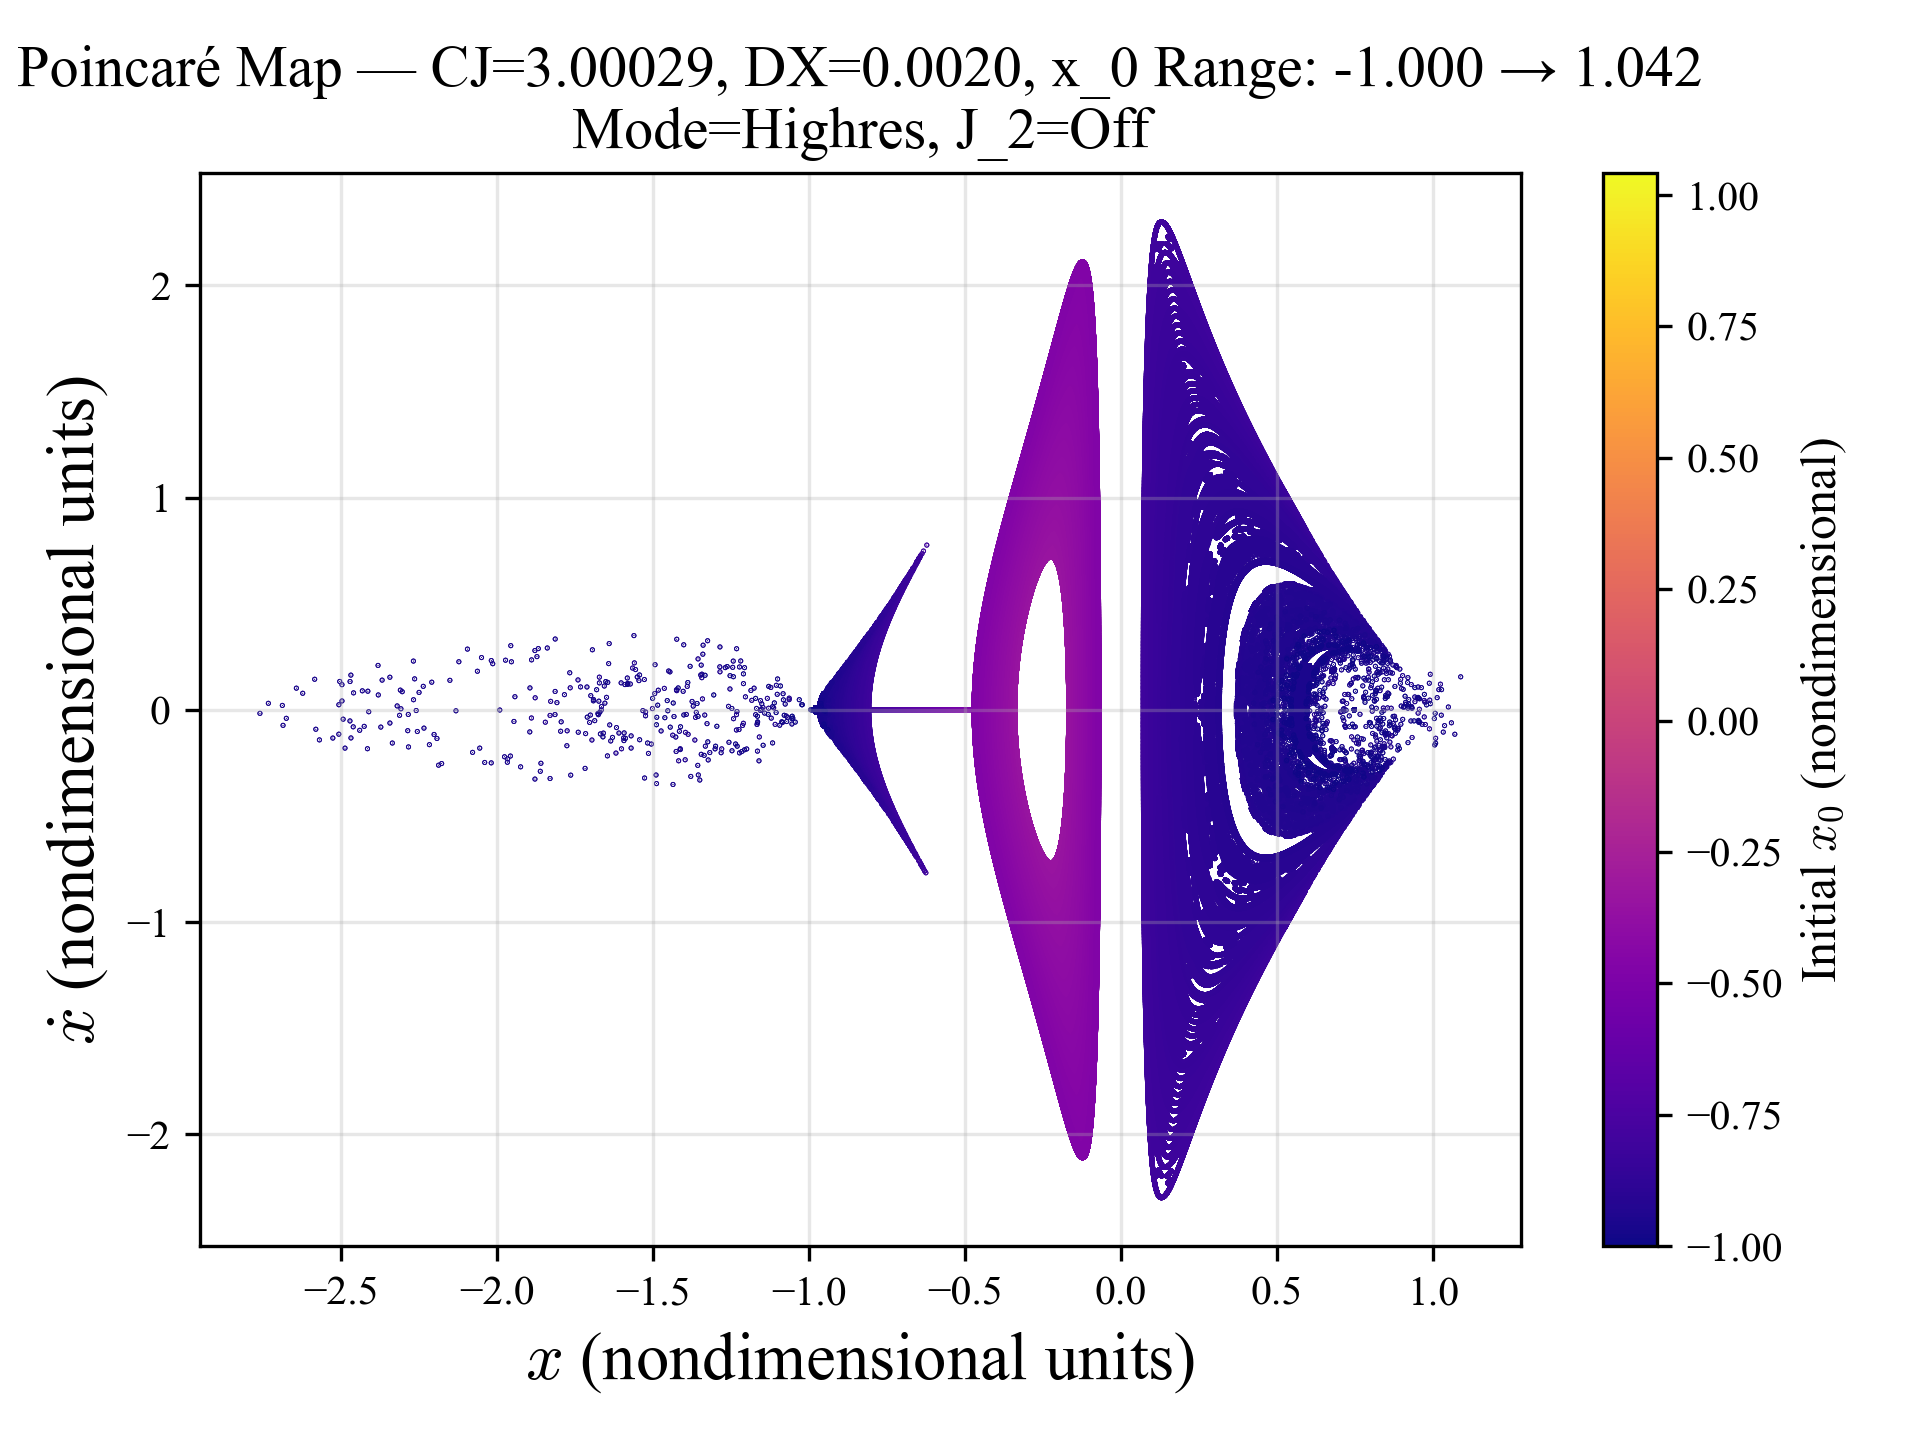 Poincaré Map — CJ=3.00029, DX=0.0020, x_0 Range: -1.000 → 1.042
Mode=Highres, J_2=Off
ẋ (nondimensional units)
2
1
0
−1
−2
−2.5 −2.0 −1.5 −1.0 −0.5 0.0 0.5 1.0
x (nondimensional units)
1.00
0.75
0.50
0.25
0.00
−0.25
−0.50
−0.75
−1.00
Initial x₀ (nondimensional)